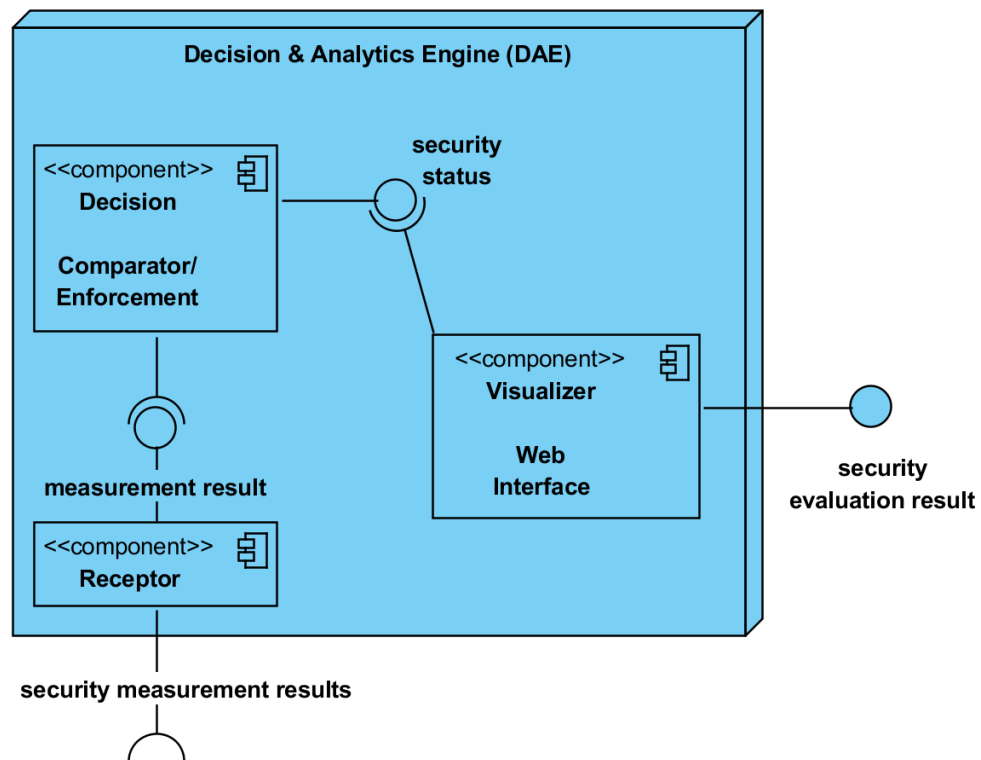 Decision & Analytics Engine (DAE)
<<component>>
Decision
Comparator/
Enforcement
security
status
<<component>>
Visualizer
Web
Interface
security
evaluation result
measurement result
<<component>>
Receptor
security measurement results